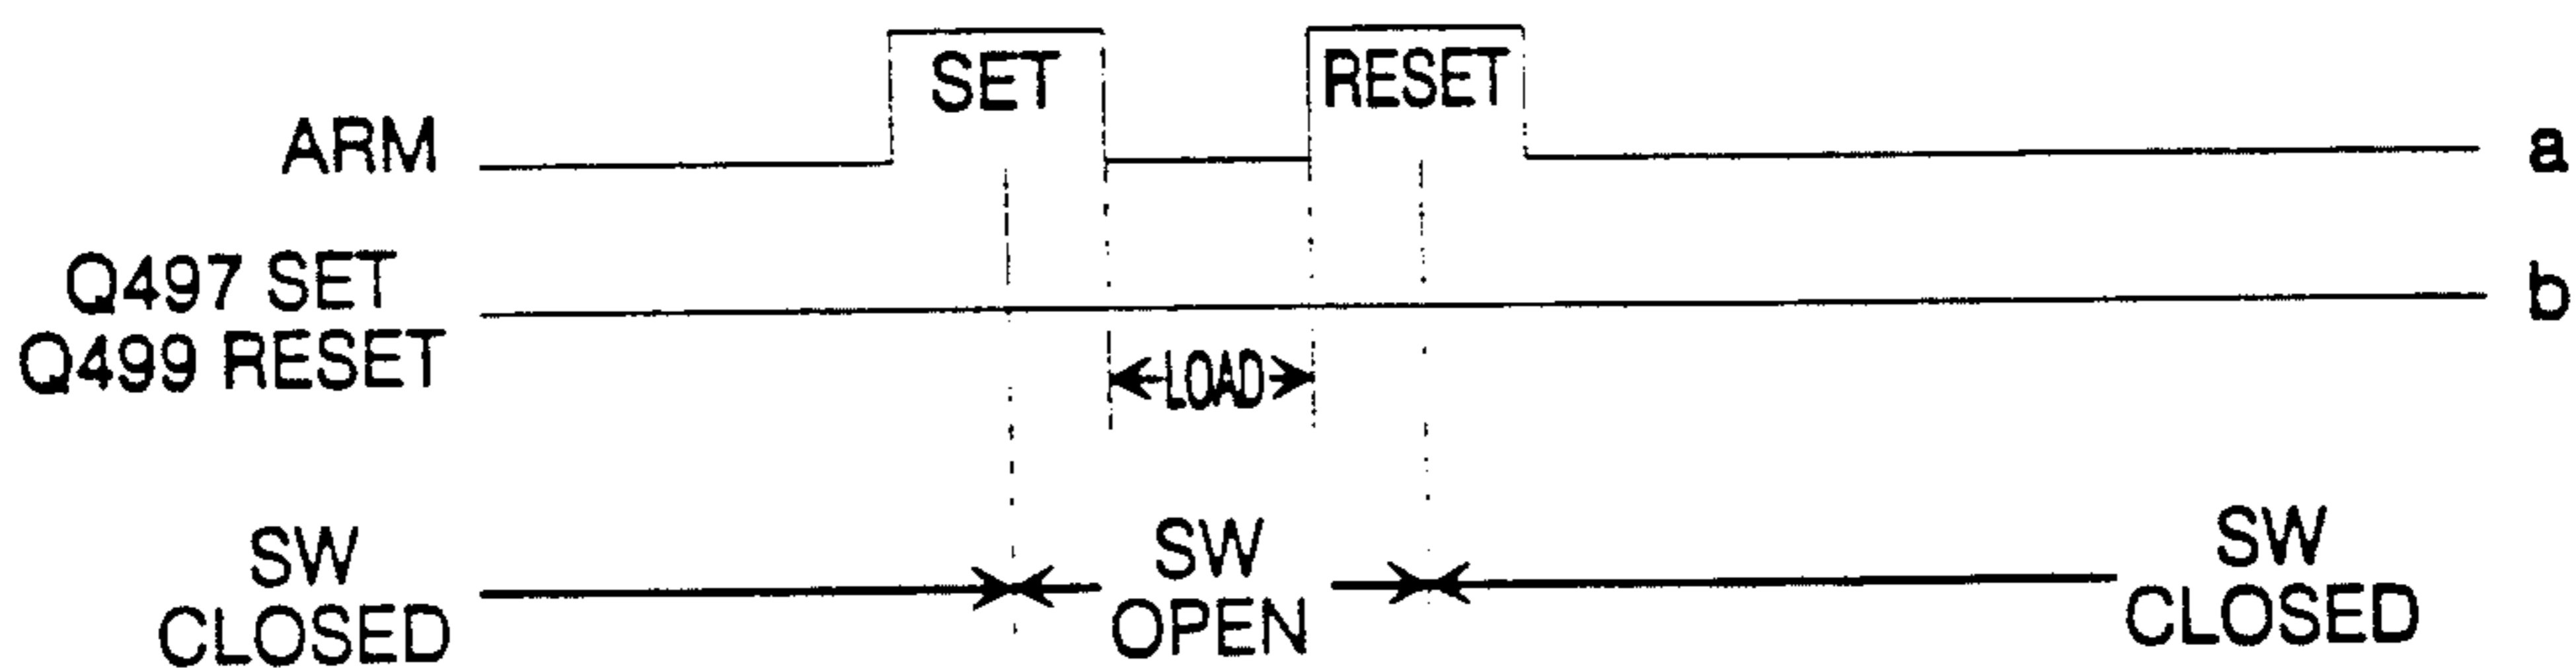 SET
RESET
ARM
a
Q497 SET
Q499 RESET
b
LOAD
SW
CLOSED
SW
OPEN
SW
CLOSED